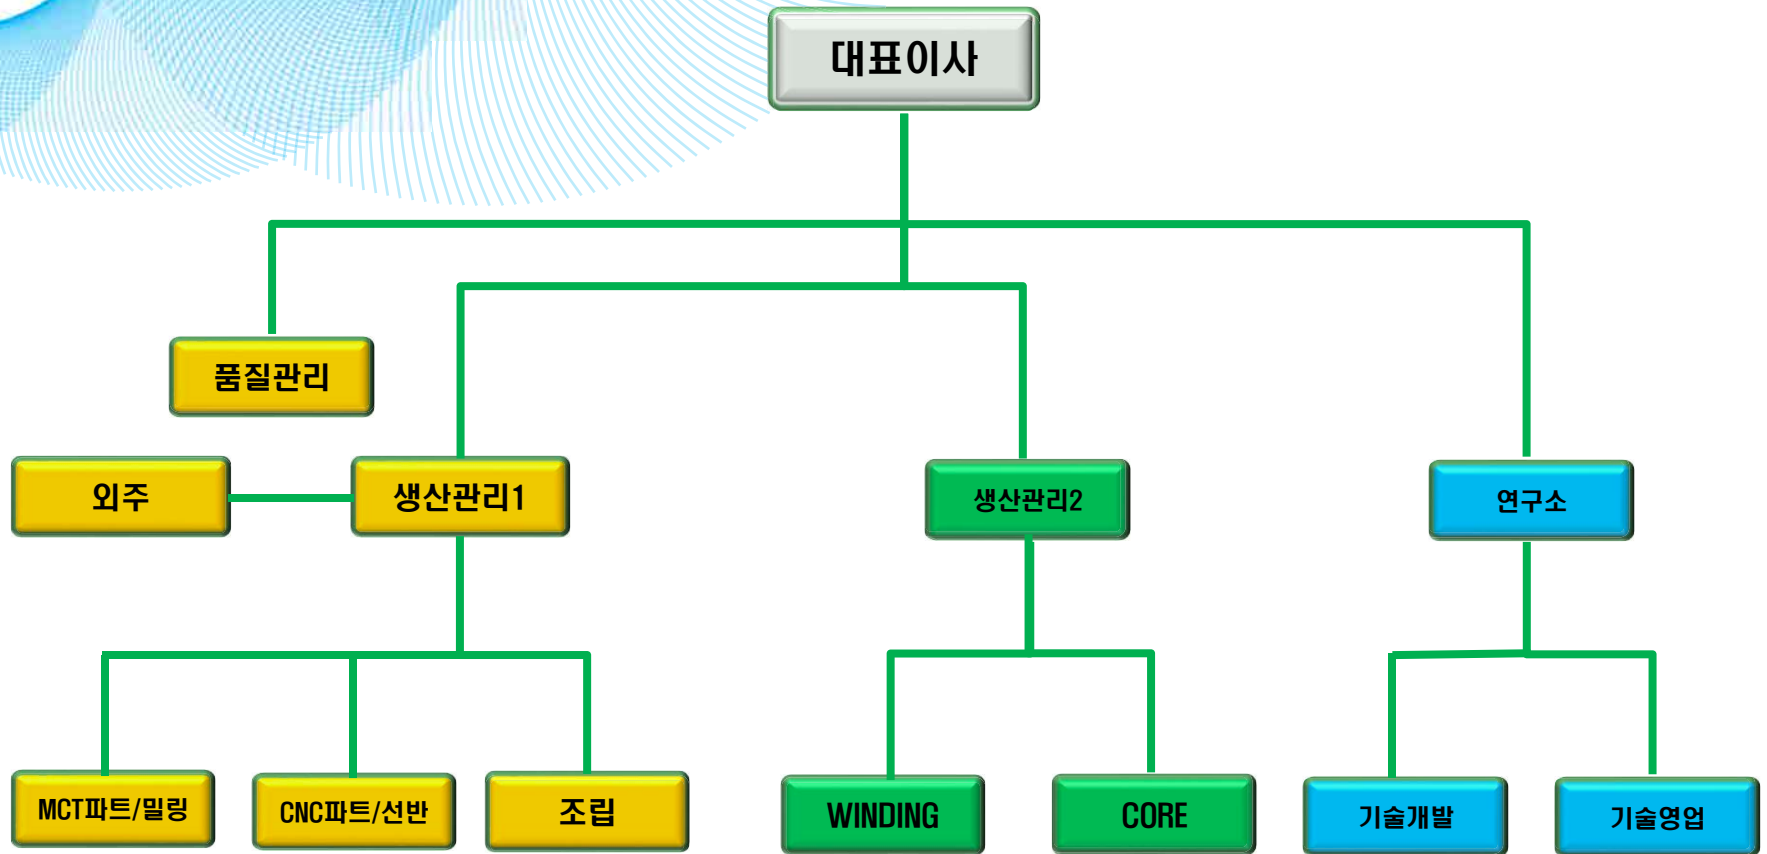 대표이사
품질관리
외주
생산관리1
생산관리2
연구소
MCT파트/밀링
CNC파트/선반
조립
WINDING
CORE
기술개발
기술영업